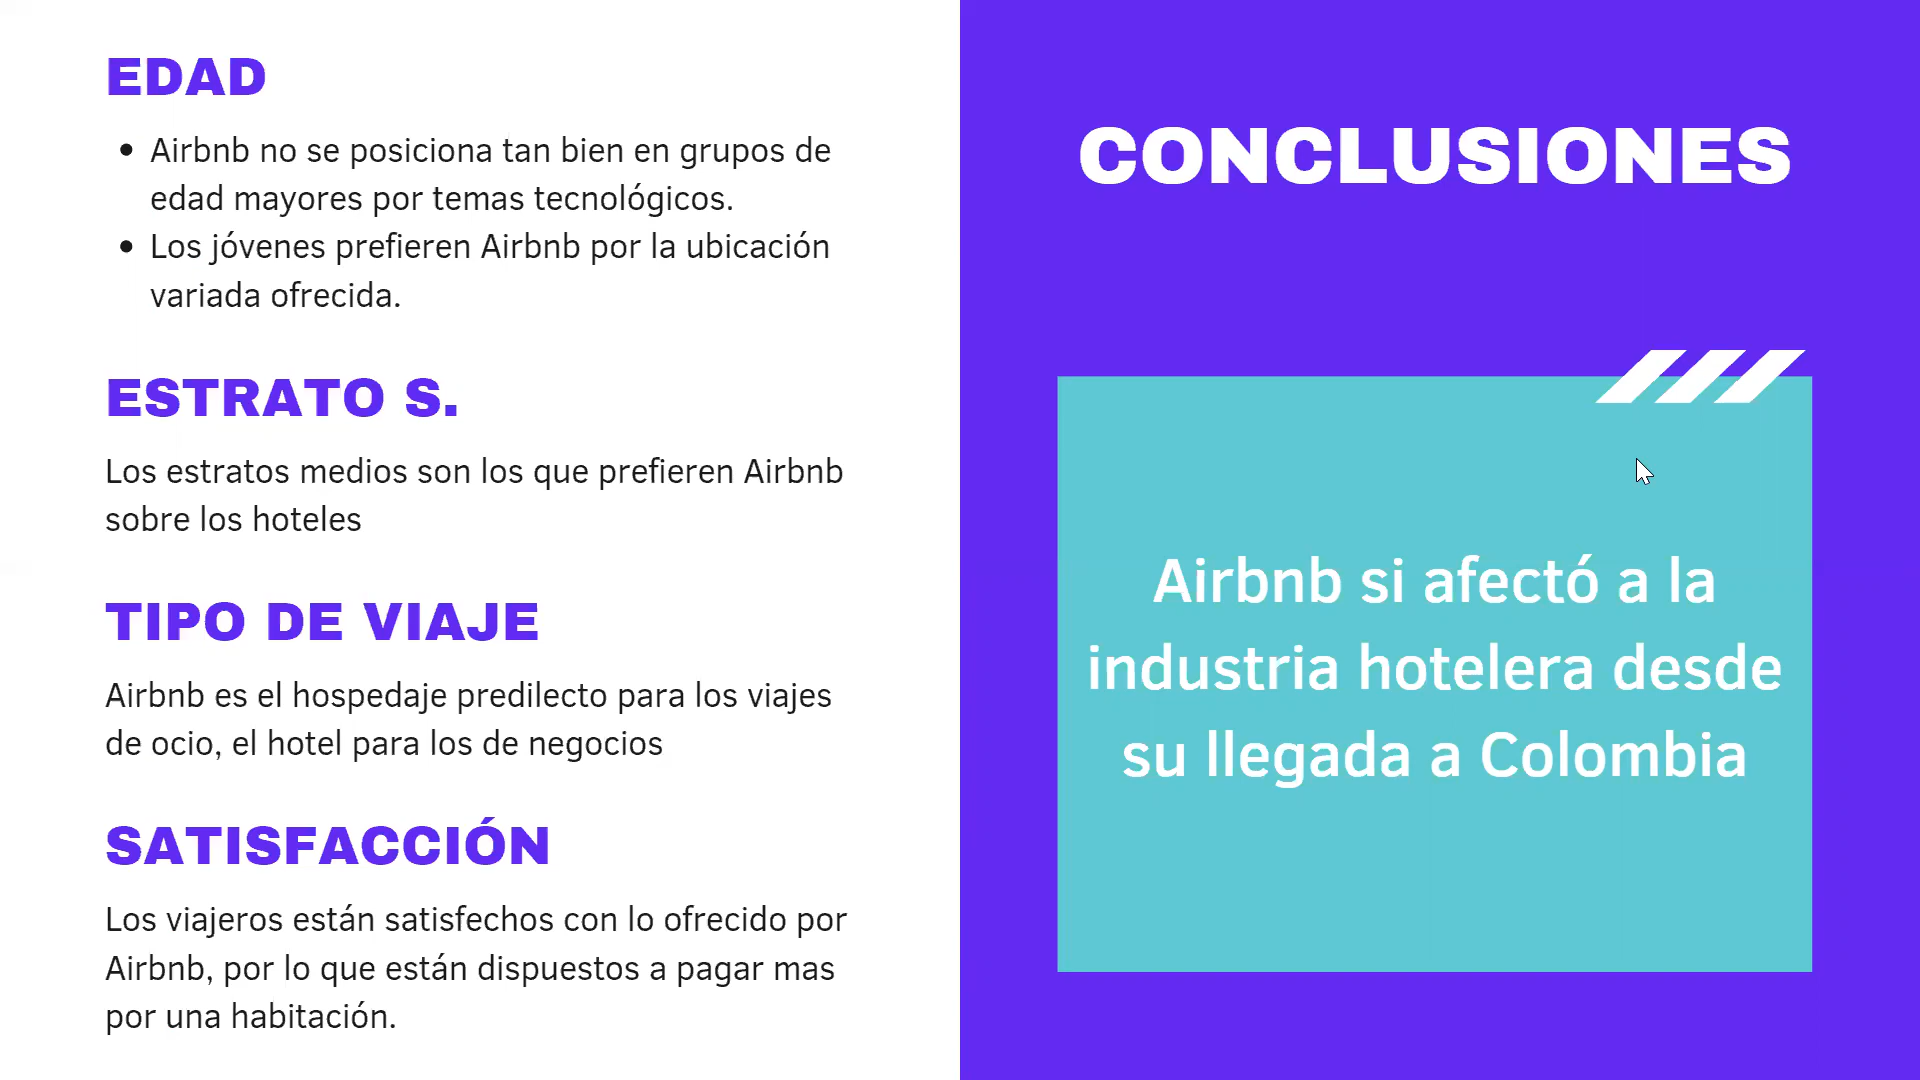 EDAD
• Airbnb no se posiciona tan bien en grupos de
edad mayores por temas tecnológicos.
• Los jóvenes prefieren Airbnb por la ubicación
variada ofrecida.
ESTRATO S.
Los estratos medios son los que prefieren Airbnb
sobre los hoteles
TIPO DE VIAJE
Airbnb es el hospedaje predilecto para los viajes
de ocio, el hotel para los de negocios
SATISFACCIÓN
Los viajeros están satisfechos con lo ofrecido por
Airbnb, por lo que están dispuestos a pagar mas
por una habitación.
CONCLUSIONES
Airbnb si afectó a la
industria hotelera desde
su llegada a Colombia